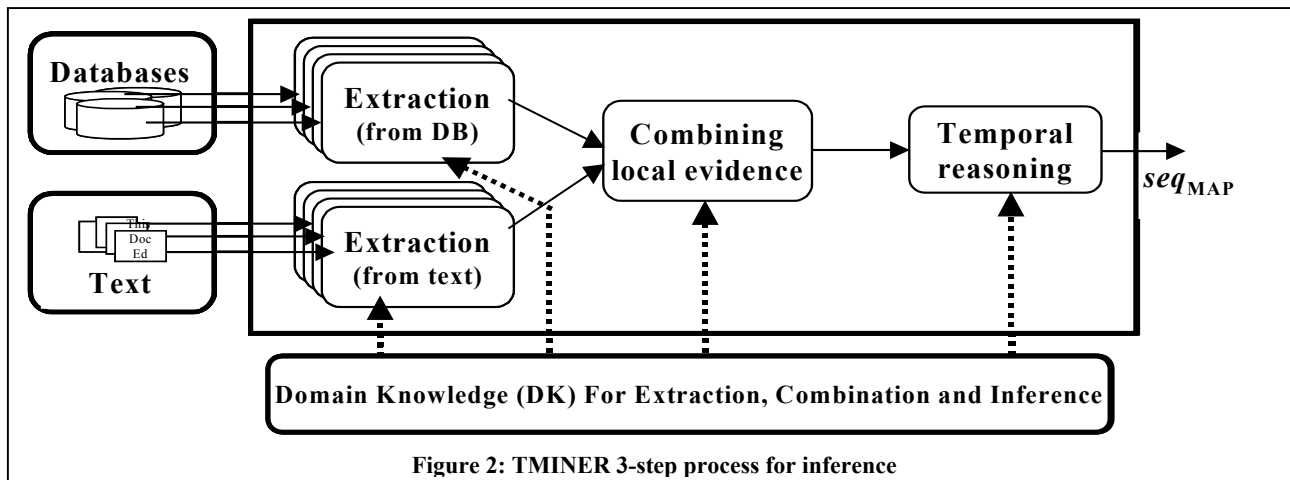 Databases
Extraction
(from DB)
Combining
local evidence
Temporal
reasoning
seqMAP
This
Doc
Ed
Text
Extraction
(from text)
Domain Knowledge (DK) For Extraction, Combination and Inference
Figure 2: TMINER 3-step process for inference